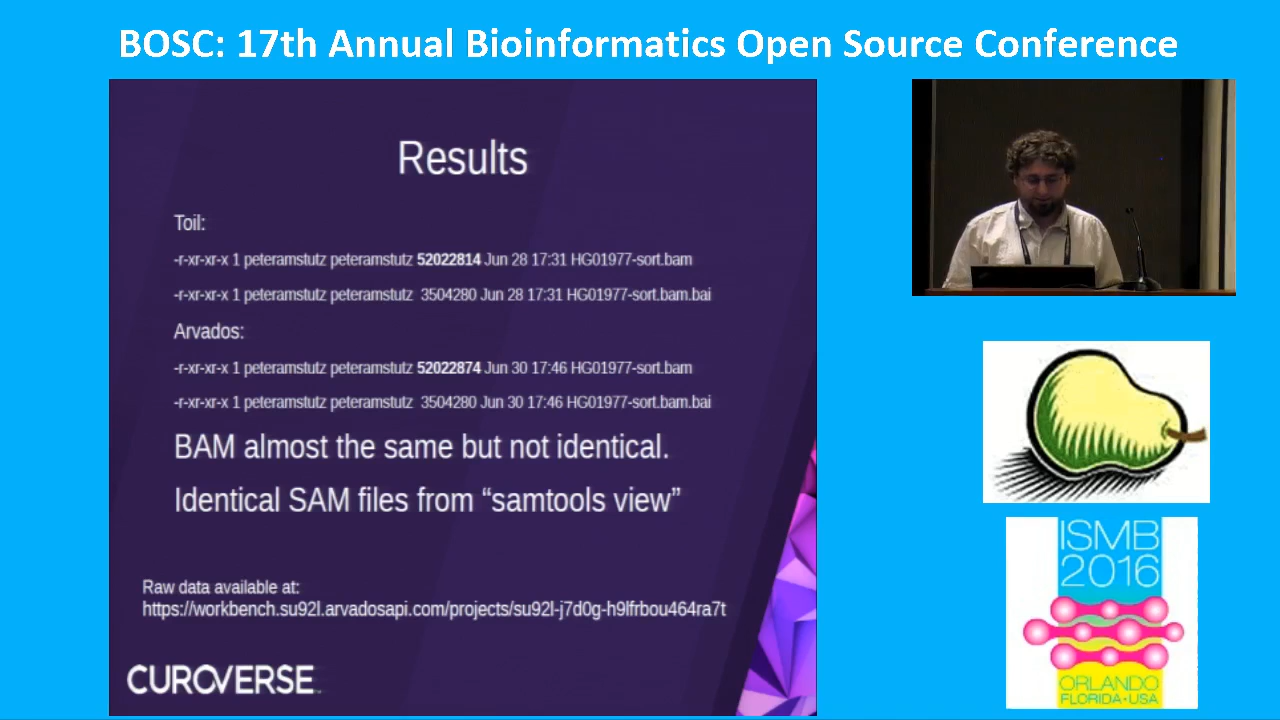 BOSC: 17th Annual Bioinformatics Open Source Conference
Results
Toil:
-r-xr-xr-x 1 peteramstutz peteramstutz 52022814 Jun 28 17:31 HG01977-sort.bam
-r-xr-xr-x 1 peteramstutz peteramstutz 3504280 Jun 28 17:31 HG01977-sort.bam.bai
Arvados:
-r-xr-xr-x 1 peteramstutz peteramstutz 52022874 Jun 30 17:46 HG01977-sort.bam
-r-xr-xr-x 1 peteramstutz peteramstutz 3504280 Jun 30 17:46 HG01977-sort.bam.bai
BAM almost the same but not identical.
Identical SAM files from “samtools view”
Raw data available at:
https://workbench.su92l.arvadosapi.com/projects/su92l-j7d0g-h9lfrbou464ra7t
CUROVERSE
ISMB
2016
ORLANDO
FLORIDA•USA